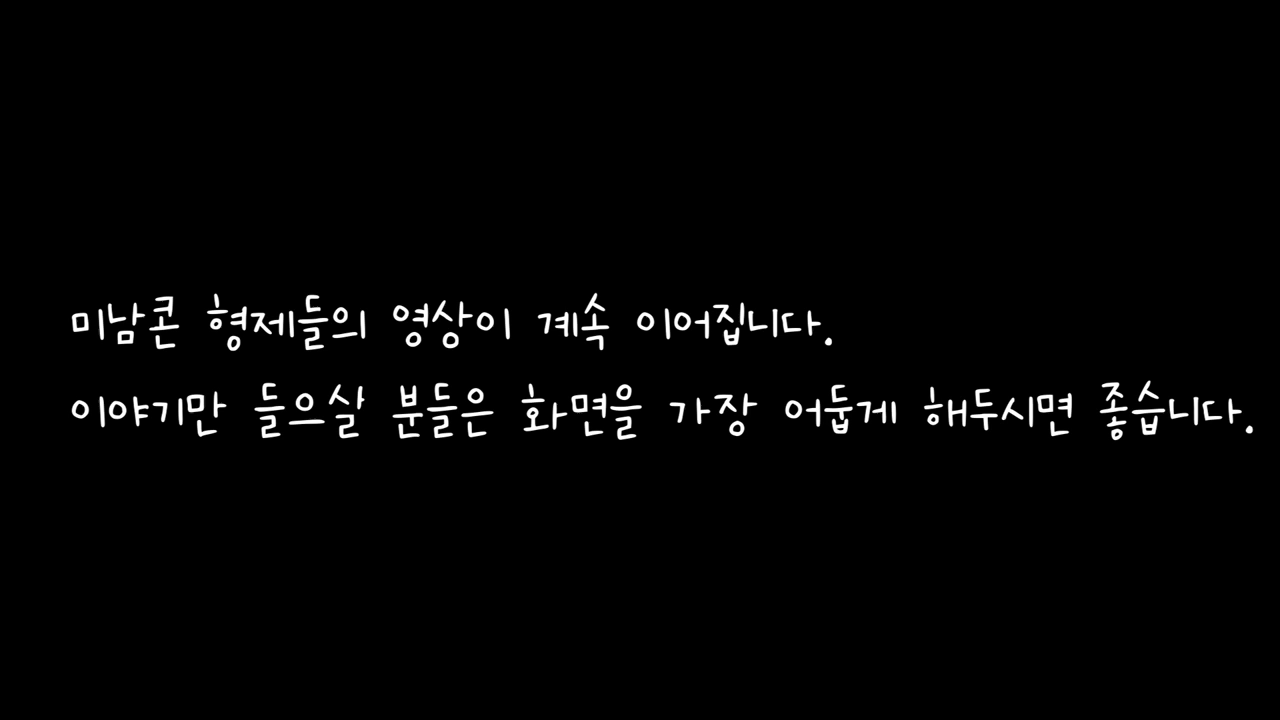 미남콘 형제들의 영상이 계속 이어집니다.
이야기만 들으살 분들은 화면을 가장 어둡게 해두시면 좋습니다.